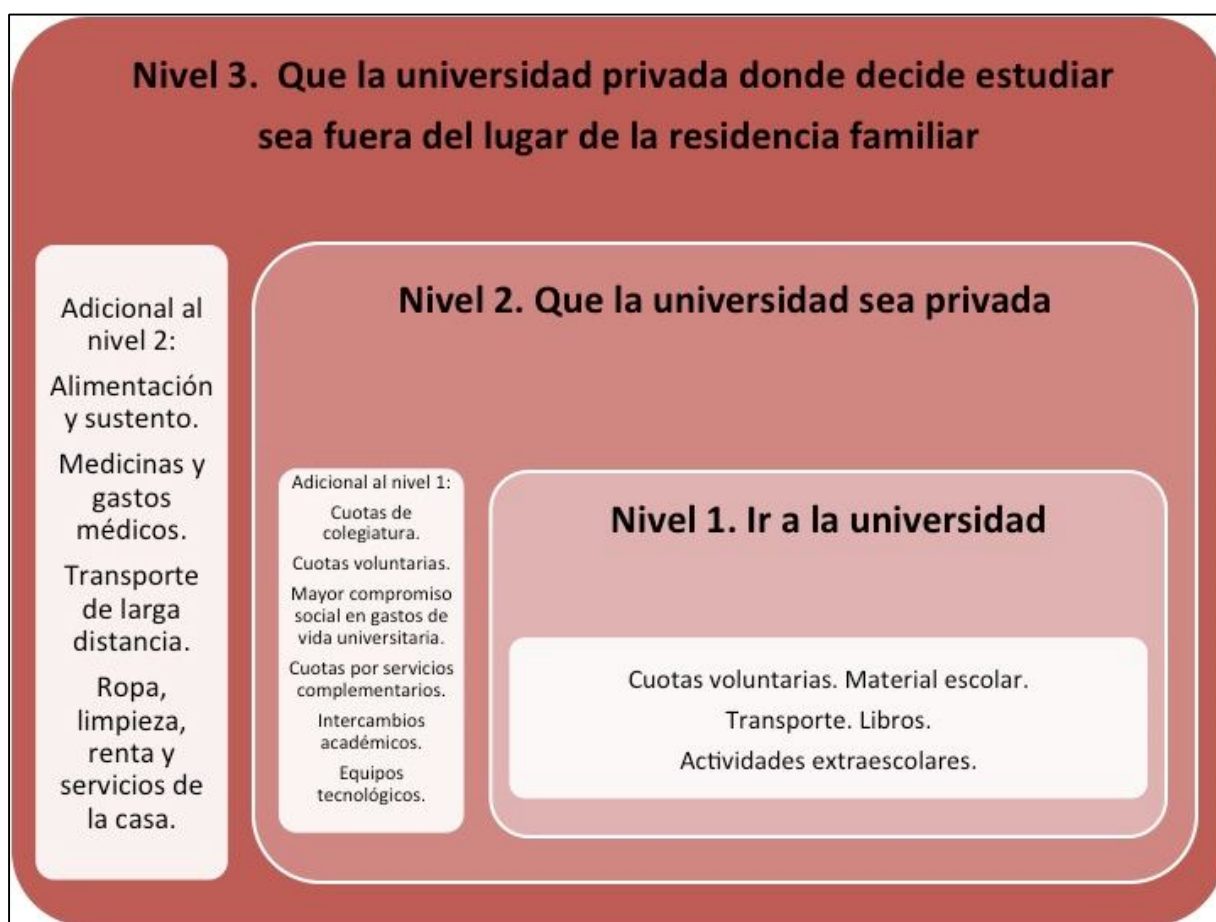 Nivel 3.  Que la universidad privada donde decide estudiar
sea fuera del lugar de la residencia familiar
Adicional al
nivel 2:
Alimentación
y sustento.
Medicinas y
gastos
médicos.
Transporte
de larga
distancia.
Ropa,
limpieza,
renta y
servicios de
la casa.
Nivel 2. Que la universidad sea privada
Adicional al nivel 1:
Cuotas de
colegiatura.
Cuotas voluntarias.
Mayor compromiso
social en gastos de
vida universitaria.
Cuotas por servicios
complementarios.
Intercambios
académicos.
Equipos
tecnológicos.
Nivel 1. Ir a la universidad
Cuotas voluntarias. Material escolar.
Transporte. Libros.
Actividades extraescolares.